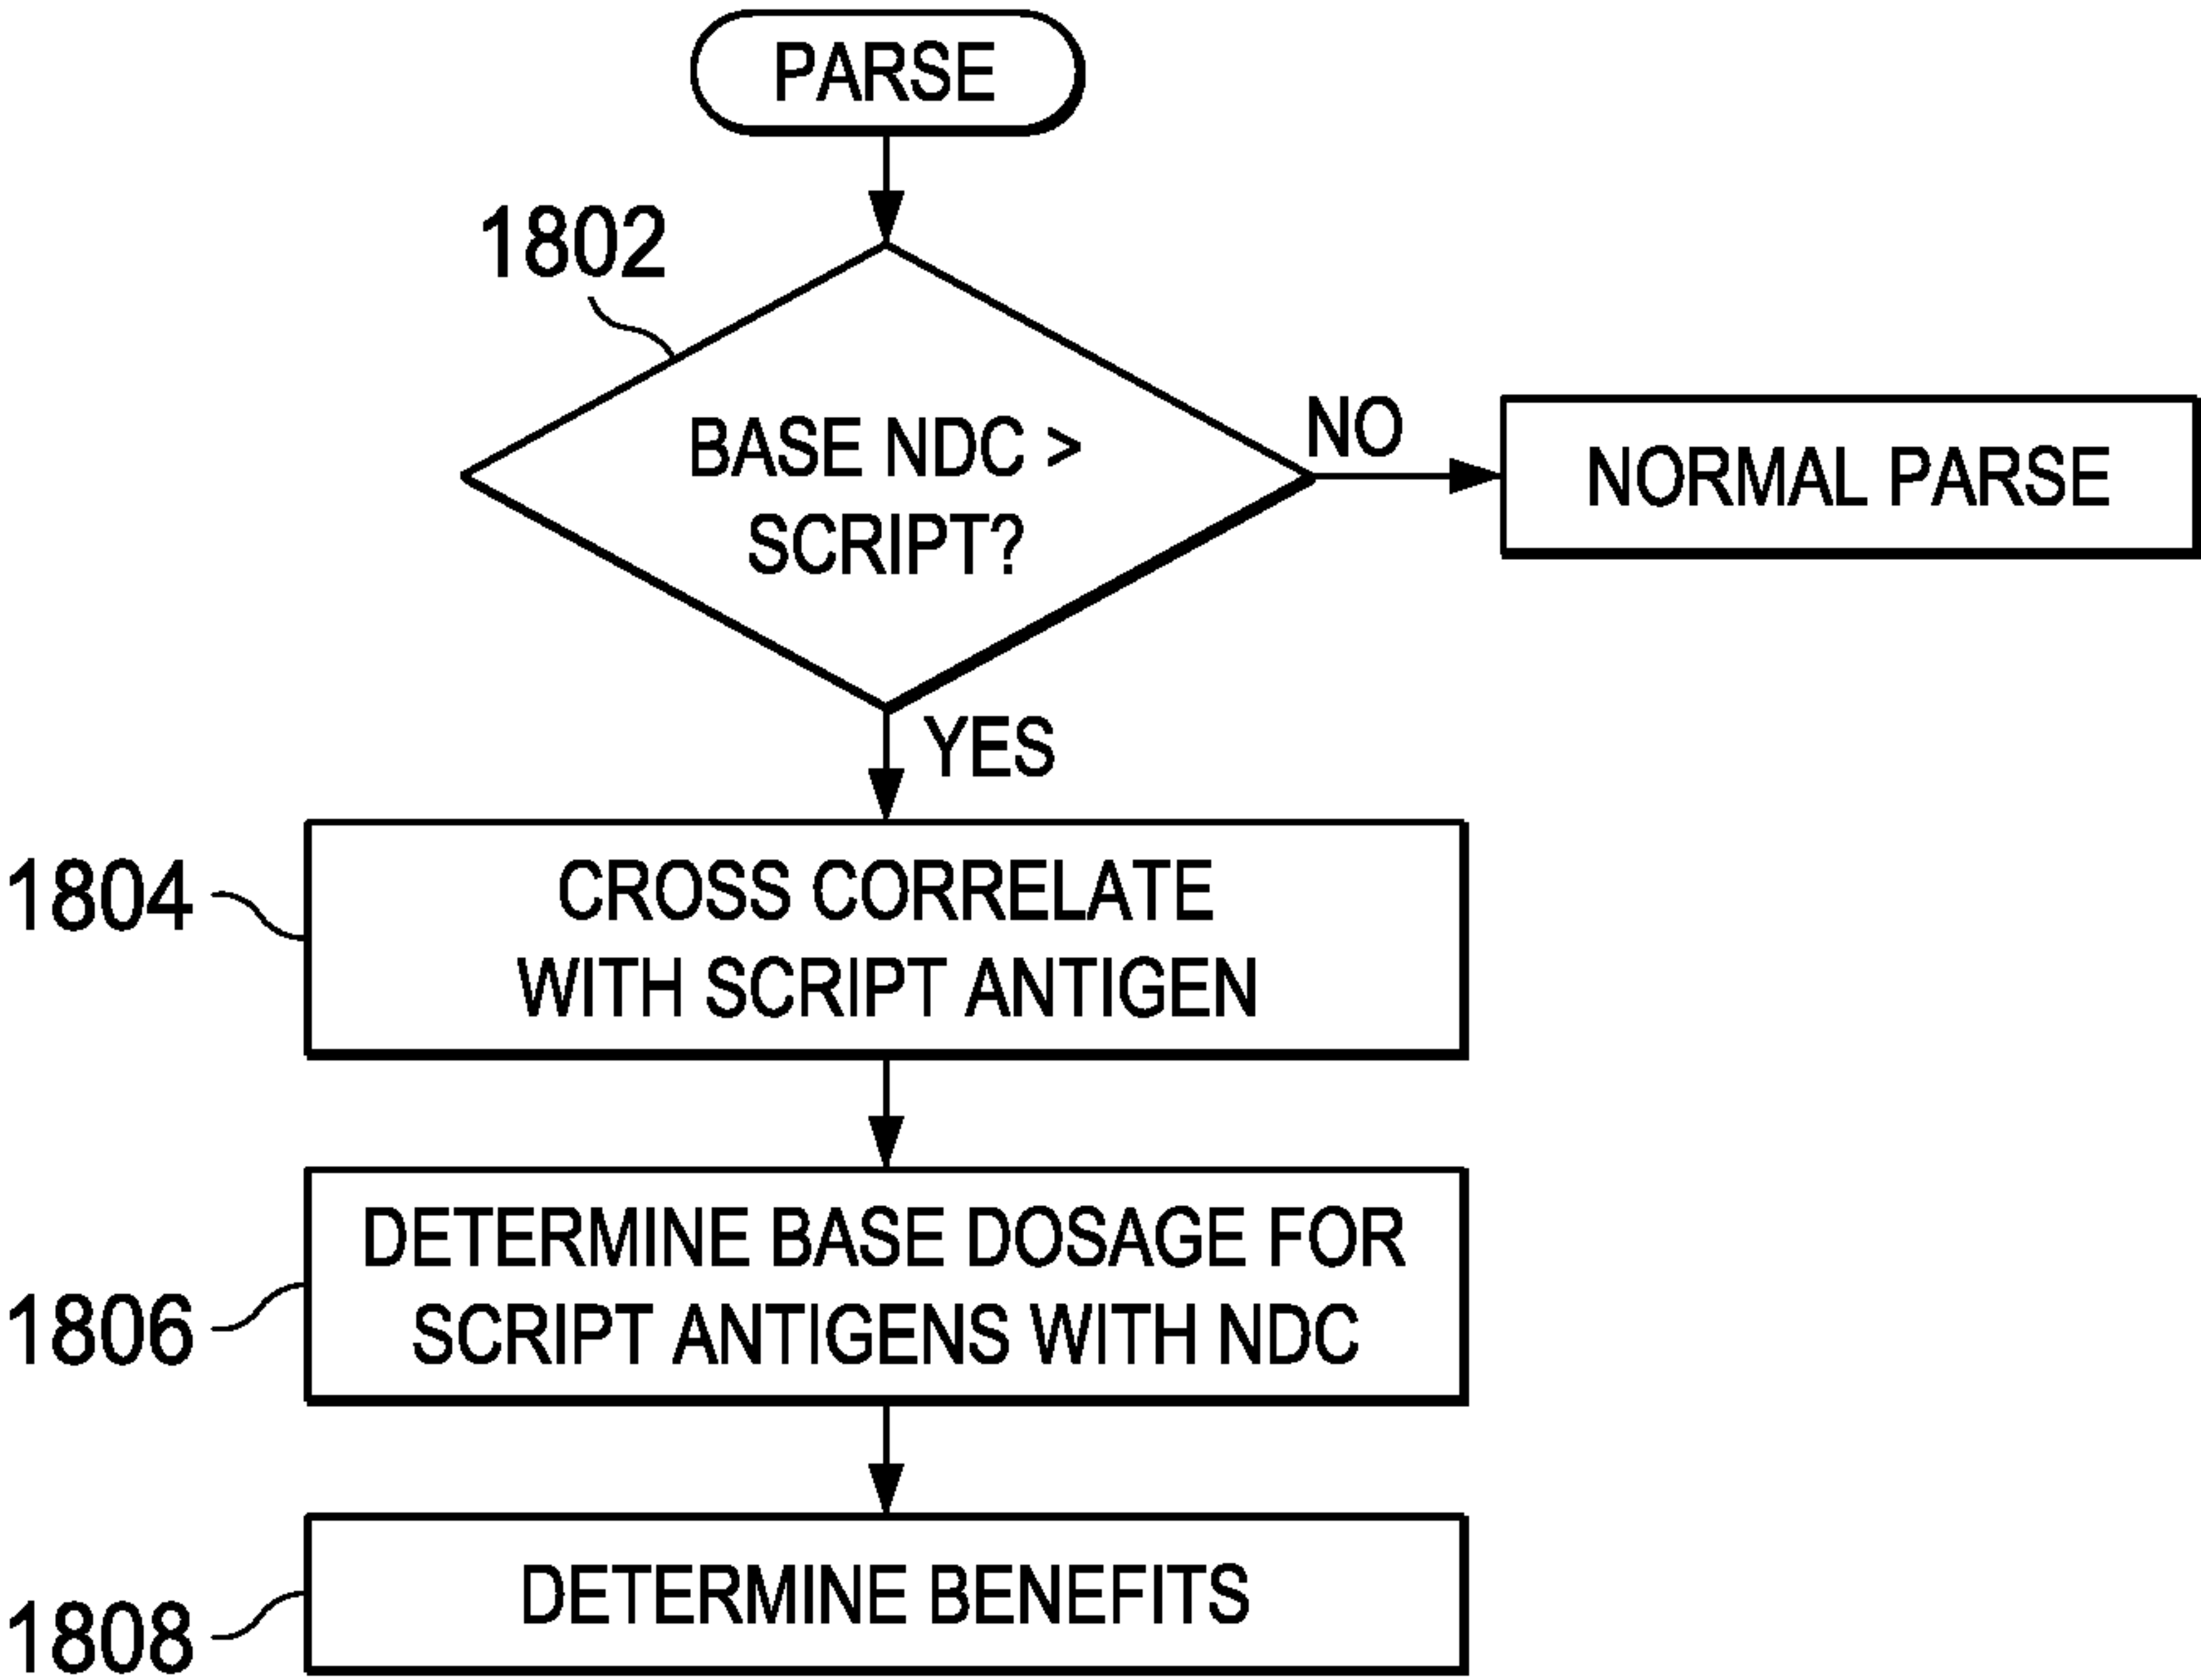 PARSE
1802
BASE NDC >
SCRIPT?
NO
NORMAL PARSE
YES
1804
CROSS CORRELATE
WITH SCRIPT ANTIGEN
1806
DETERMINE BASE DOSAGE FOR
SCRIPT ANTIGENS WITH NDC
1808
DETERMINE BENEFITS